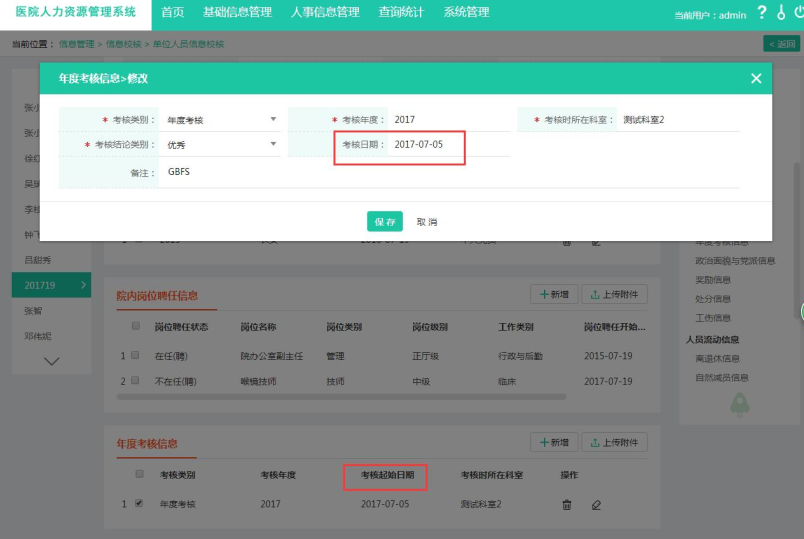 医院人力资源管理系统 首页 基础信息管理 人事信息管理 查询统计 系统管理 当前用户：admin ?
当前位置：信息管理 > 信息校核 > 单位人员信息校核 < 返回
年度考核信息>修改 ×
* 考核类别： 年度考核 * 考核年度： 2017 * 考核时所在科室： 测试科室2
* 考核结论类别： 优秀 考核日期： 2017-07-05
备注： GBFS
保存 取消
吕甜秀
201719 >
张智
邓伟妮
年度考核信息
政治面貌与党派信息
奖励信息
处分信息
工伤信息
人员流动信息
离退休信息
自然减员信息
院内岗位聘任信息 +新增 上传附件
岗位聘任状态 岗位名称 岗位类别 岗位级别 工作类别 岗位聘任开始...
1 在任(聘) 院办公室副主任 管理 正厅级 行政与后勤 2015-07-19
2 不在任(聘) 喉镜技师 技师 中级 临床 2017-07-19
年度考核信息 +新增 上传附件
考核类别 考核年度 考核起始日期 考核时所在科室 操作
1 年度考核 2017 2017-07-05 测试科室2